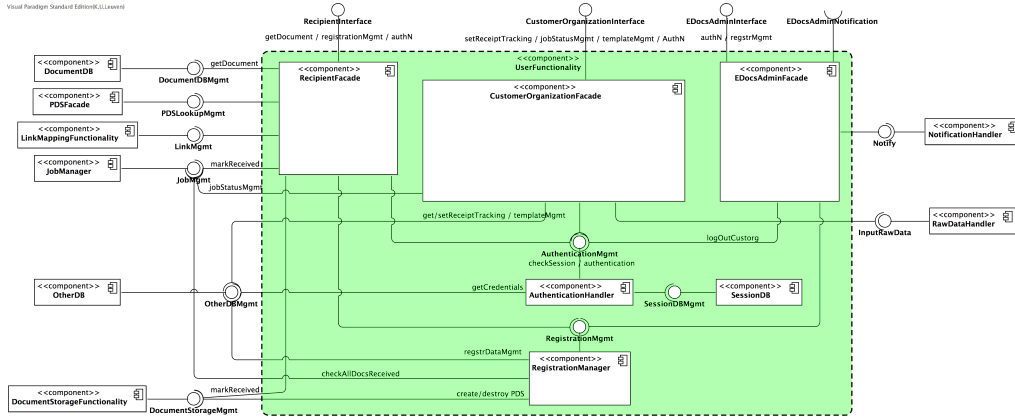 Visual Paradigm Standard Edition(K.U.Leuven)
RecipientInterface
CustomerOrganizationInterface
EDocsAdminInterface
EDocsAdminNotification
getDocument / registrationMgmt / authN
setReceiptTracking / jobStatusMgmt / templateMgmt / AuthN
authN / regstrMgmt
<<component>>
UserFunctionality
<<component>>
DocumentDB
getDocument
DocumentDBMgmt
<<component>>
RecipientFacade
<<component>>
CustomerOrganizationFacade
<<component>>
EDocsAdminFacade
<<component>>
PDSFacade
PDSLookupMgmt
<<component>>
LinkMappingFunctionality
LinkMgmt
<<component>>
NotificationHandler
Notify
<<component>>
JobManager
markReceived
JobMgmt
jobStatusMgmt
get/setReceiptTracking / templateMgmt
<<component>>
RawDataHandler
InputRawData
logOutCustorg
AuthenticationMgmt
checkSession / authentication
<<component>>
OtherDB
OtherDBMgmt
getCredentials
<<component>>
AuthenticationHandler
SessionDBMgmt
<<component>>
SessionDB
RegistrationMgmt
regstrDataMgmt
<<component>>
RegistrationManager
checkAllDocsReceived
<<component>>
DocumentStorageFunctionality
markReceived
DocumentStorageMgmt
create/destroy PDS